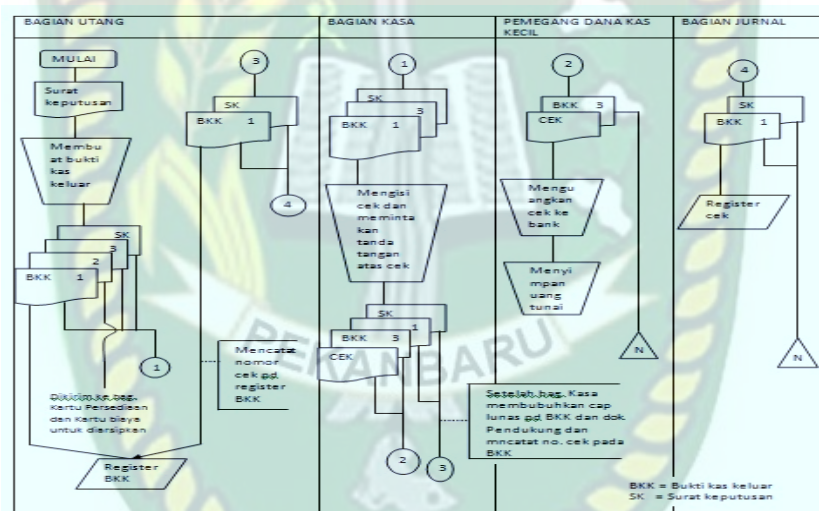 BAGIAN UTANG
BAGIAN KASA
PEMEGANG DANA KAS
KECIL
BAGIAN JURNAL
MULAI
Surat
keputusan
Membu
at bukti
kas
keluar
SK
3
2
BKK 1
1
Dikirim ke bag.
Kartu Persediaan
dan Kartu biaya
untuk diarsipkan
Register
BKK
3
SK
BKK 1
4
Mencatat
nomor
cek pd
register
BKK
1
SK
3
BKK 1
Mengisi
cek dan
meminta
kan
tanda
tangan
atas cek
SK
1
BKK 3
CEK
2
3
Setelah bag. Kasa
membubuhkan cap
lunas pd BKK dan dok.
Pendukung dan
mncatat no. cek pada
BKK
2
BKK 3
CEK
Mengu
angkan
cek ke
bank
Menyi
mpan
uang
tunai
N
4
SK
BKK 1
Register
cek
N
BKK = Bukti kas keluar
SK = Surat keputusan
PEKANBARU